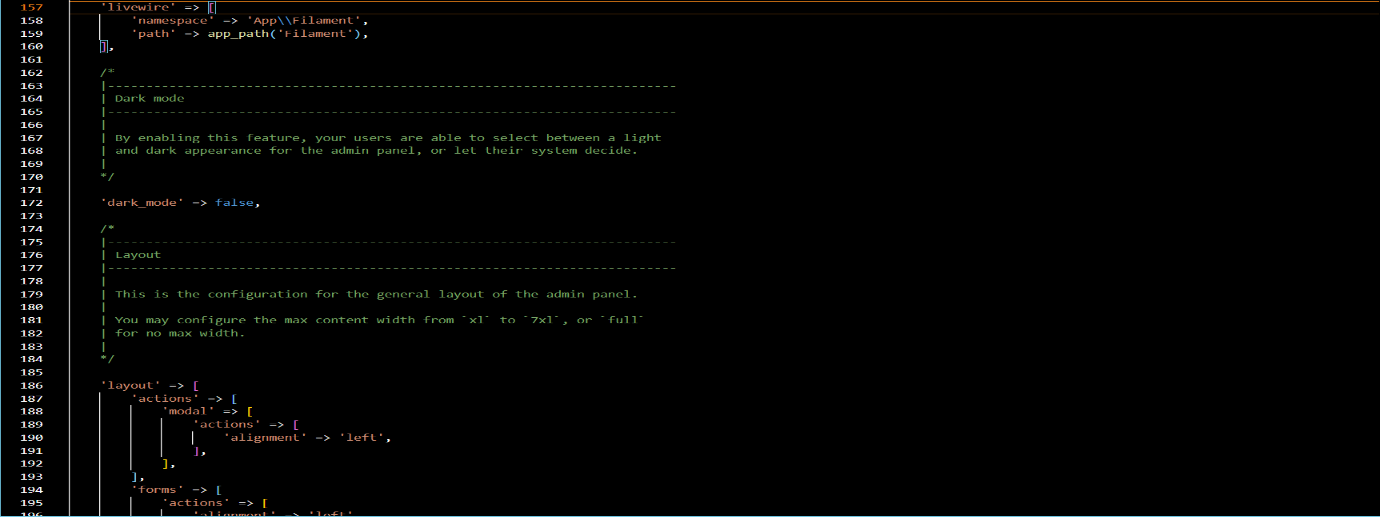 157 'livewire' => [
158 'namespace' => 'App\\Filament',
159 'path' => app_path('Filament'),
160 ],
161
162 /*
163 |--------------------------------------------------------------------------
164 | Dark mode
165 |--------------------------------------------------------------------------
166 |
167 | By enabling this feature, your users are able to select between a light
168 | and dark appearance for the admin panel, or let their system decide.
169 |
170 */
171
172 'dark_mode' => false,
173
174 /*
175 |--------------------------------------------------------------------------
176 | Layout
177 |--------------------------------------------------------------------------
178 |
179 | This is the configuration for the general layout of the admin panel.
180 |
181 | You may configure the max content width from `xl` to `7xl`, or `full`
182 | for no max width.
183 |
184 */
185
186 'layout' => [
187 'actions' => [
188 'modal' => [
189 'actions' => [
190 'alignment' => 'left',
191 ],
192 ],
193 ],
194 'forms' => [
195 'actions' => [
196 'alignment' => 'left'